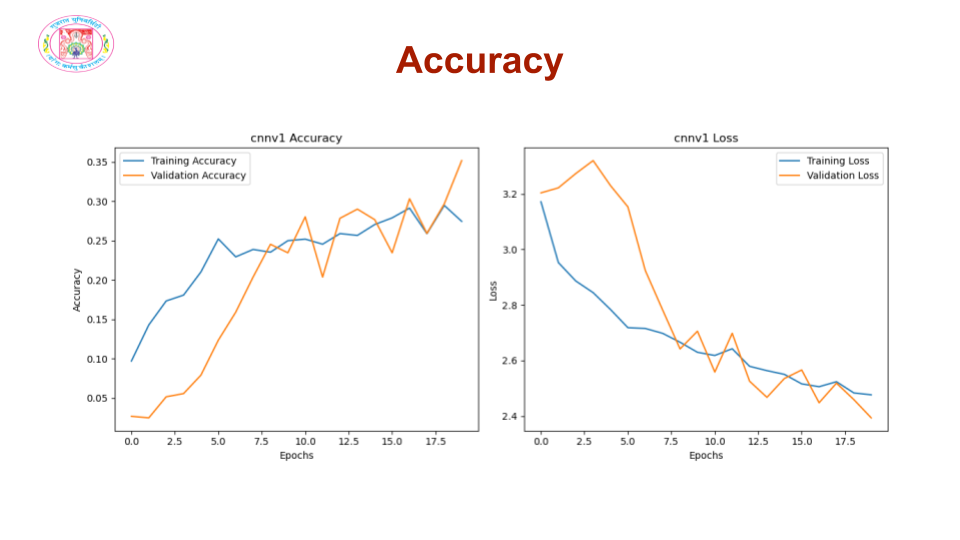 ગુજરાત યુનિવર્સિટી
Accuracy
cnnv1 Accuracy
Training Accuracy
Validation Accuracy
0.35
0.30
0.25
0.20
0.15
0.10
0.05
Accuracy
0.0 2.5 5.0 7.5 10.0 12.5 15.0 17.5
Epochs
cnnv1 Loss
Training Loss
Validation Loss
3.2
3.0
2.8
2.6
2.4
Loss
0.0 2.5 5.0 7.5 10.0 12.5 15.0 17.5
Epochs